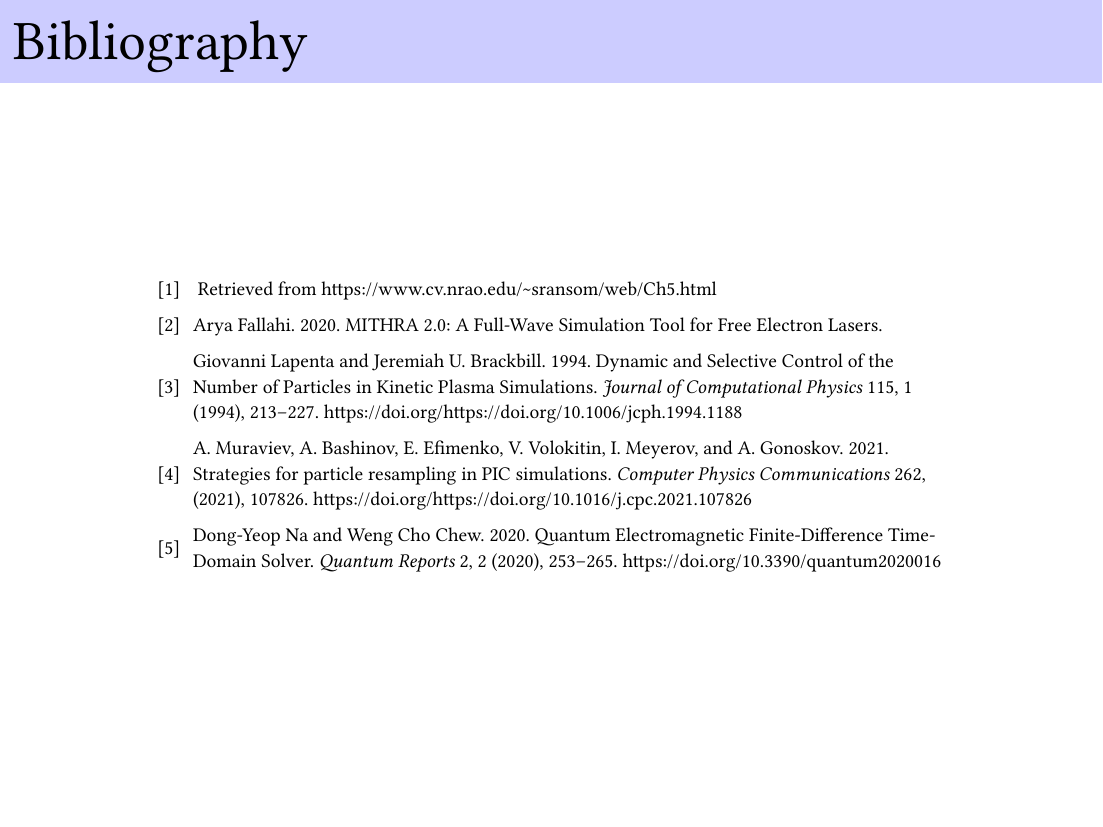 Bibliography
[1] Retrieved from https://www.cv.nrao.edu/~sransom/web/Ch5.html
[2] Arya Fallahi. 2020. MITHRA 2.0: A Full-Wave Simulation Tool for Free Electron Lasers.
Giovanni Lapenta and Jeremiah U. Brackbill. 1994. Dynamic and Selective Control of the
[3] Number of Particles in Kinetic Plasma Simulations. Journal of Computational Physics 115, 1
(1994), 213–227. https://doi.org/https://doi.org/10.1006/jcph.1994.1188
A. Muraviev, A. Bashinov, E. Efimenko, V. Volokitin, I. Meyerov, and A. Gonoskov. 2021.
[4] Strategies for particle resampling in PIC simulations. Computer Physics Communications 262,
(2021), 107826. https://doi.org/https://doi.org/10.1016/j.cpc.2021.107826
[5] Dong-Yeop Na and Weng Cho Chew. 2020. Quantum Electromagnetic Finite-Difference Time-
Domain Solver. Quantum Reports 2, 2 (2020), 253–265. https://doi.org/10.3390/quantum2020016